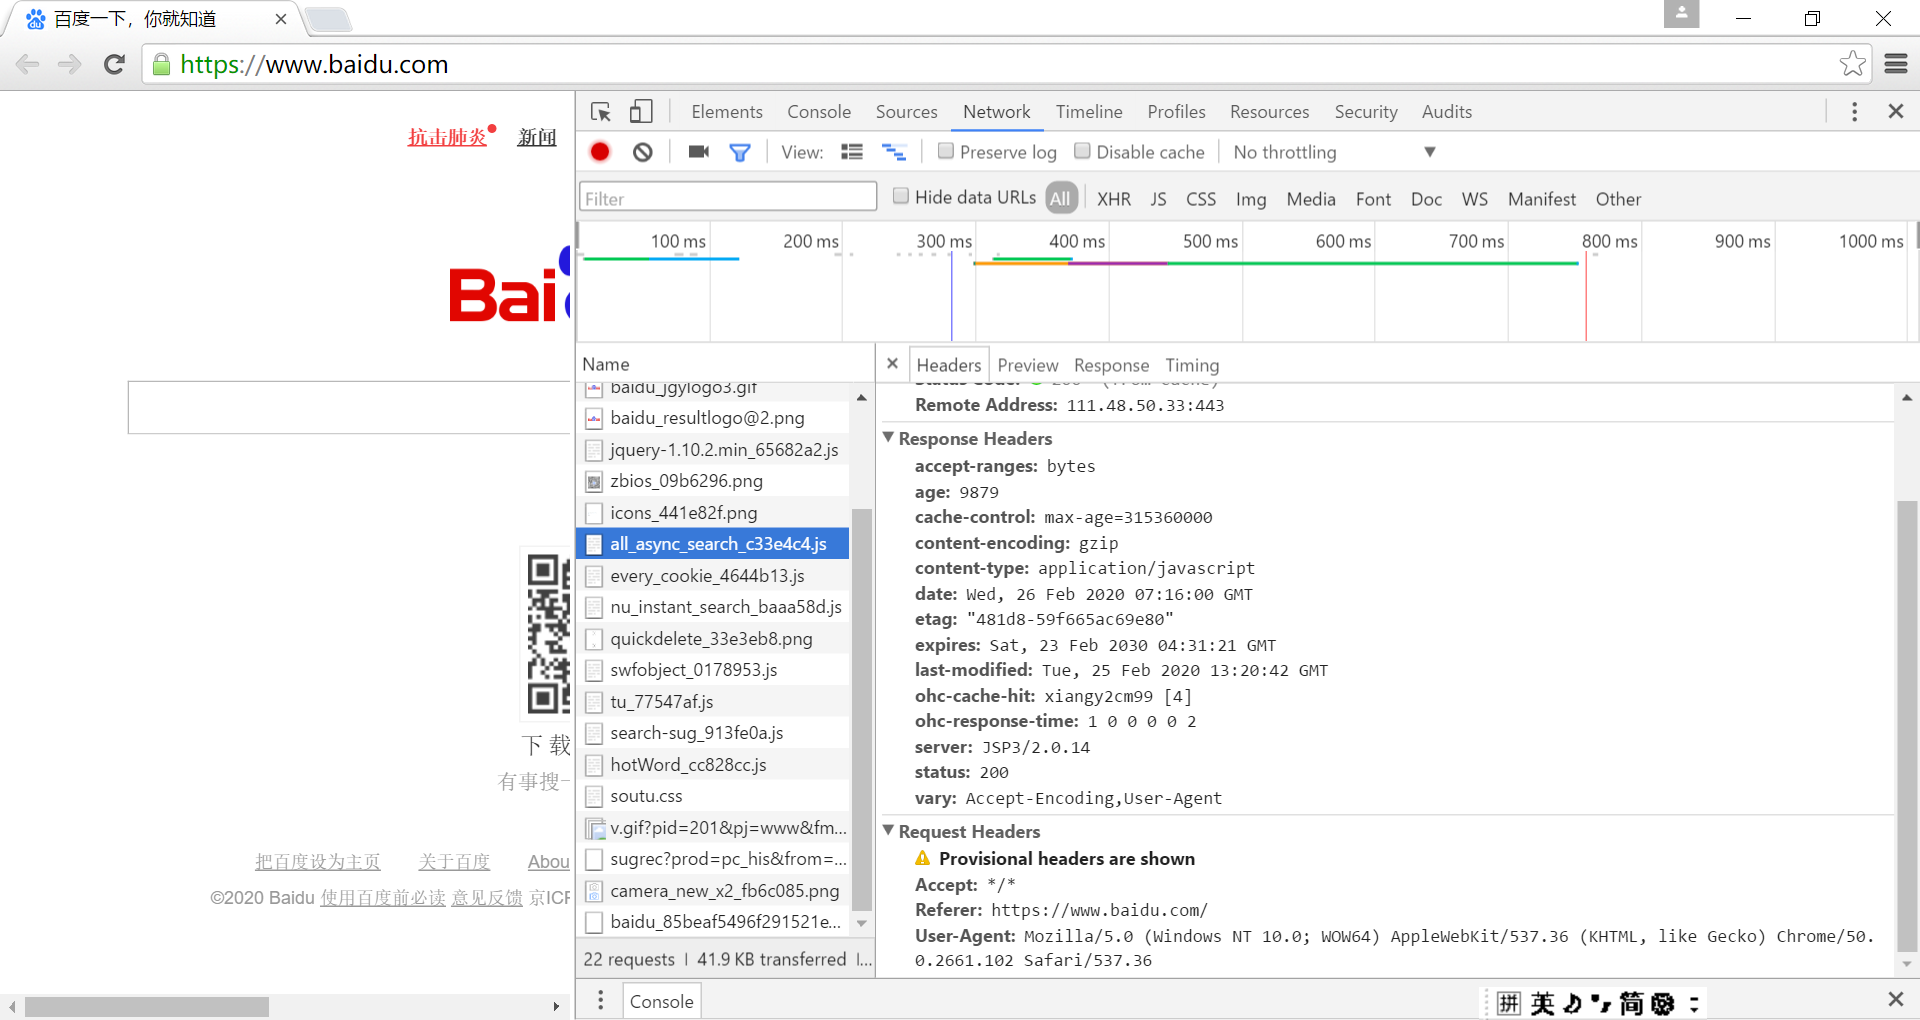 百度一下，你就知道
https://www.baidu.com
抗击肺炎 新闻
Bai
下 载
有事搜一
把百度设为主页 关于百度 Abou
©2020 Baidu 使用百度前必读 意见反馈 京ICP
Elements Console Sources Network Timeline Profiles Resources Security Audits
View: Preserve log Disable cache No throttling
Filter Hide data URLs All XHR JS CSS Img Media Font Doc WS Manifest Other
100 ms 200 ms 300 ms 400 ms 500 ms 600 ms 700 ms 800 ms 900 ms 1000 ms
Name
baidu_jgylogo3.gif
baidu_resultlogo@2.png
jquery-1.10.2.min_65682a2.js
zbios_09b6296.png
icons_441e82f.png
all_async_search_c33e4c4.js
every_cookie_4644b13.js
nu_instant_search_baaa58d.js
quickdelete_33e3eb8.png
swfobject_0178953.js
tu_77547af.js
search-sug_913fe0a.js
hotWord_cc828cc.js
soutu.css
v.gif?pid=201&pj=www&fm...
sugrec?prod=pc_his&from=...
camera_new_x2_fb6c085.png
baidu_85beaf5496f291521e...
22 requests | 41.9 KB transferred |...
Headers Preview Response Timing
Status Code: 200 (from cache)
Remote Address: 111.48.50.33:443
Response Headers
accept-ranges: bytes
age: 9879
cache-control: max-age=315360000
content-encoding: gzip
content-type: application/javascript
date: Wed, 26 Feb 2020 07:16:00 GMT
etag: "481d8-59f665ac69e80"
expires: Sat, 23 Feb 2030 04:31:21 GMT
last-modified: Tue, 25 Feb 2020 13:20:42 GMT
ohc-cache-hit: xiangy2cm99 [4]
ohc-response-time: 1 0 0 0 0 2
server: JSP3/2.0.14
status: 200
vary: Accept-Encoding,User-Agent
Request Headers
Provisional headers are shown
Accept: */*
Referer: https://www.baidu.com/
User-Agent: Mozilla/5.0 (Windows NT 10.0; WOW64) AppleWebKit/537.36 (KHTML, like Gecko) Chrome/50.
0.2661.102 Safari/537.36
Console
拼 英 简